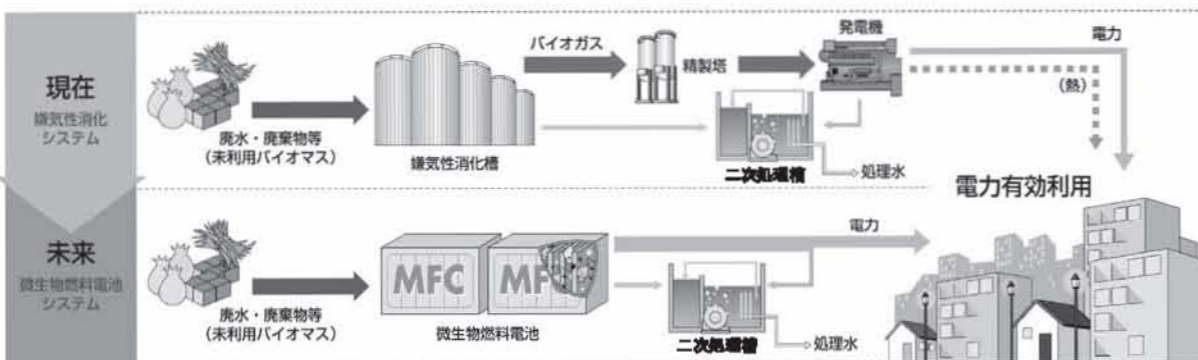 現在
嫌気性消化
システム
廃水・廃棄物等
(未利用バイオマス)
嫌気性消化槽
バイオガス
精製塔
発電機
電力
(熱)
二次処理槽
処理水
電力有効利用
未来
微生物燃料電池
システム
廃水・廃棄物等
(未利用バイオマス)
MFC
MFC
微生物燃料電池
電力
二次処理槽
処理水